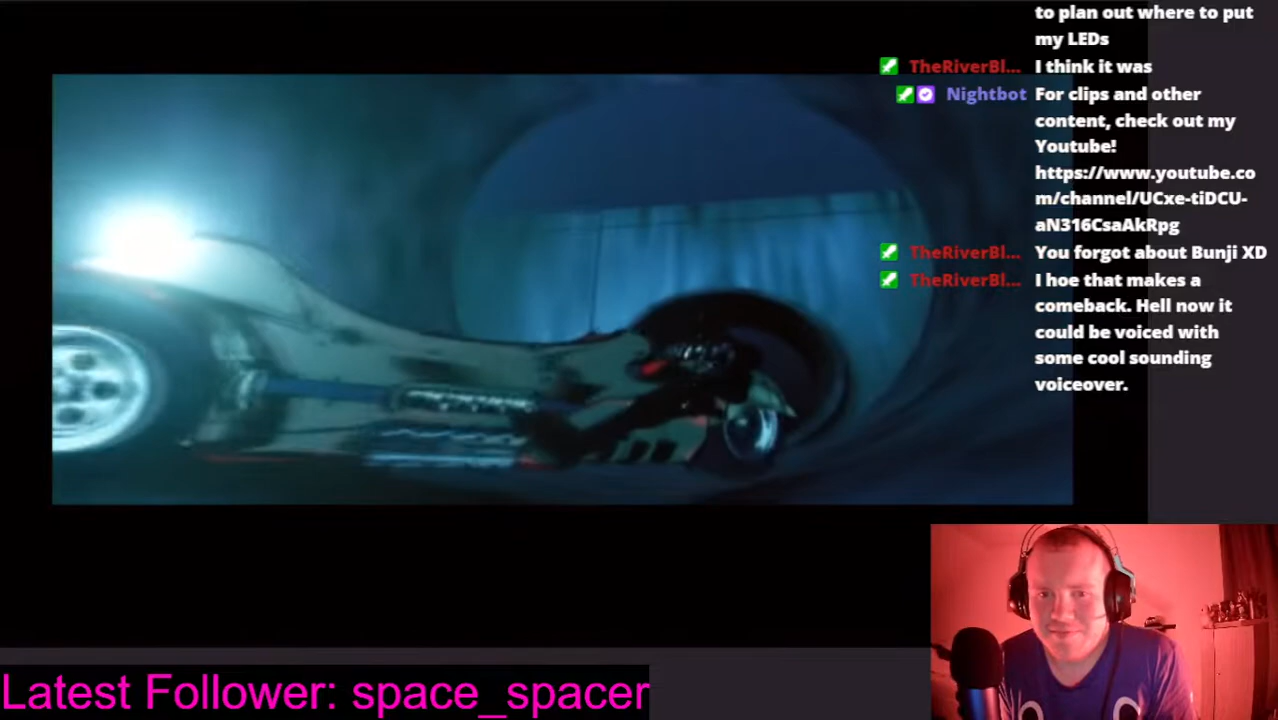 to plan out where to put
my LEDs
TheRiverBl... I think it was
Nightbot For clips and other
content, check out my
Youtube!
https://www.youtube.co
m/channel/UCxe-tiDCU-
aN316CsaAkRpg
TheRiverBl... You forgot about Bunji XD
TheRiverBl... I hoe that makes a
comeback. Hell now it
could be voiced with
some cool sounding
voiceover.
Latest Follower: space_spacer